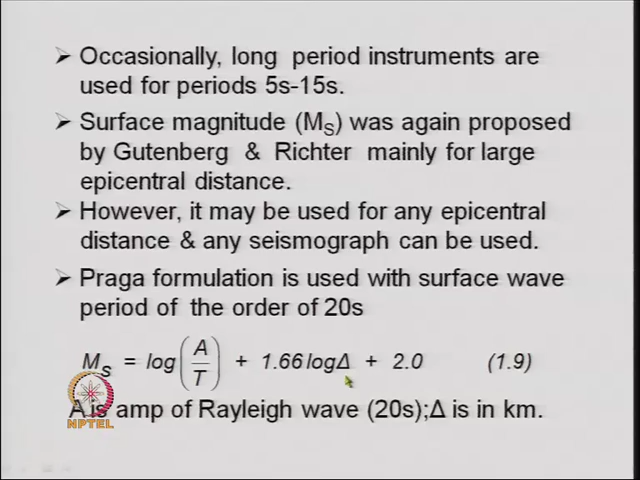 ➢ Occasionally, long period instruments are
used for periods 5s-15s.
➢ Surface magnitude (M_S) was again proposed
by Gutenberg & Richter mainly for large
epicentral distance.
➢ However, it may be used for any epicentral
distance & any seismograph can be used.
➢ Praga formulation is used with surface wave
period of the order of 20s
M_S = log(A/T) + 1.66 logΔ + 2.0 (1.9)
A is amp of Rayleigh wave (20s);Δ is in km.
NPTEL